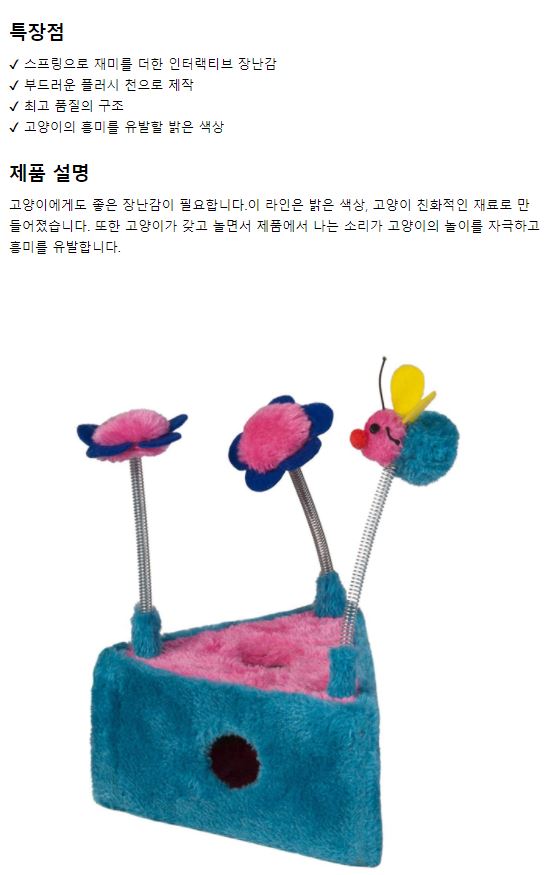 특장점
✓ 스프링으로 재미를 더한 인터랙티브 장난감
✓ 부드러운 플러시 천으로 제작
✓ 최고 품질의 구조
✓ 고양이의 흥미를 유발할 밝은 색상
제품 설명
고양이에게도 좋은 장난감이 필요합니다.이 라인은 밝은 색상, 고양이 친화적인 재료로 만
들어졌습니다. 또한 고양이가 갖고 놀면서 제품에서 나는 소리가 고양이의 놀이를 자극하고
흥미를 유발합니다.